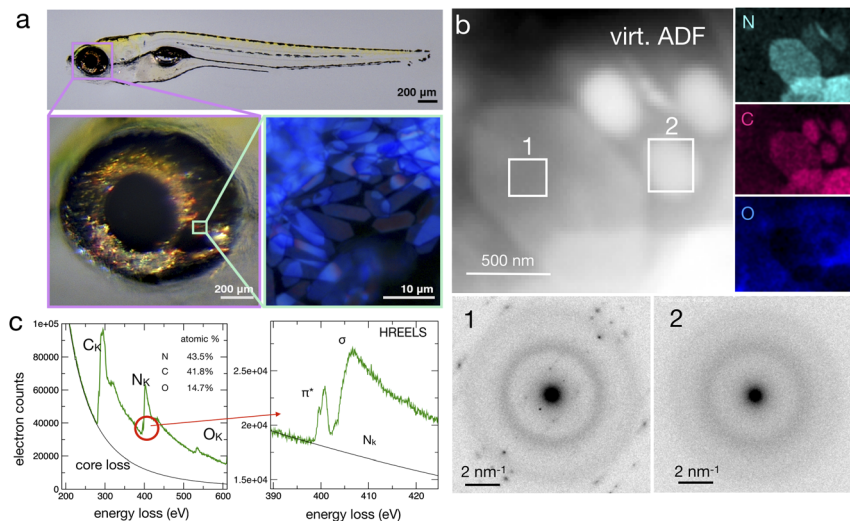 a
200 µm
200 µm
10 µm
b
virt. ADF
1
2
500 nm
N
C
O
c
1e+05
80000
60000
40000
20000
0
electron counts
C_K
N_K
O_K
atomic %
N 43.5%
C 41.8%
O 14.7%
core loss
200 300 400 500 600
energy loss (eV)
HREELS
σ
π*
N_k
2.5e+04
2e+04
1.5e+04
390 400 410 420
energy loss (eV)
1
2 nm⁻¹
2
2 nm⁻¹